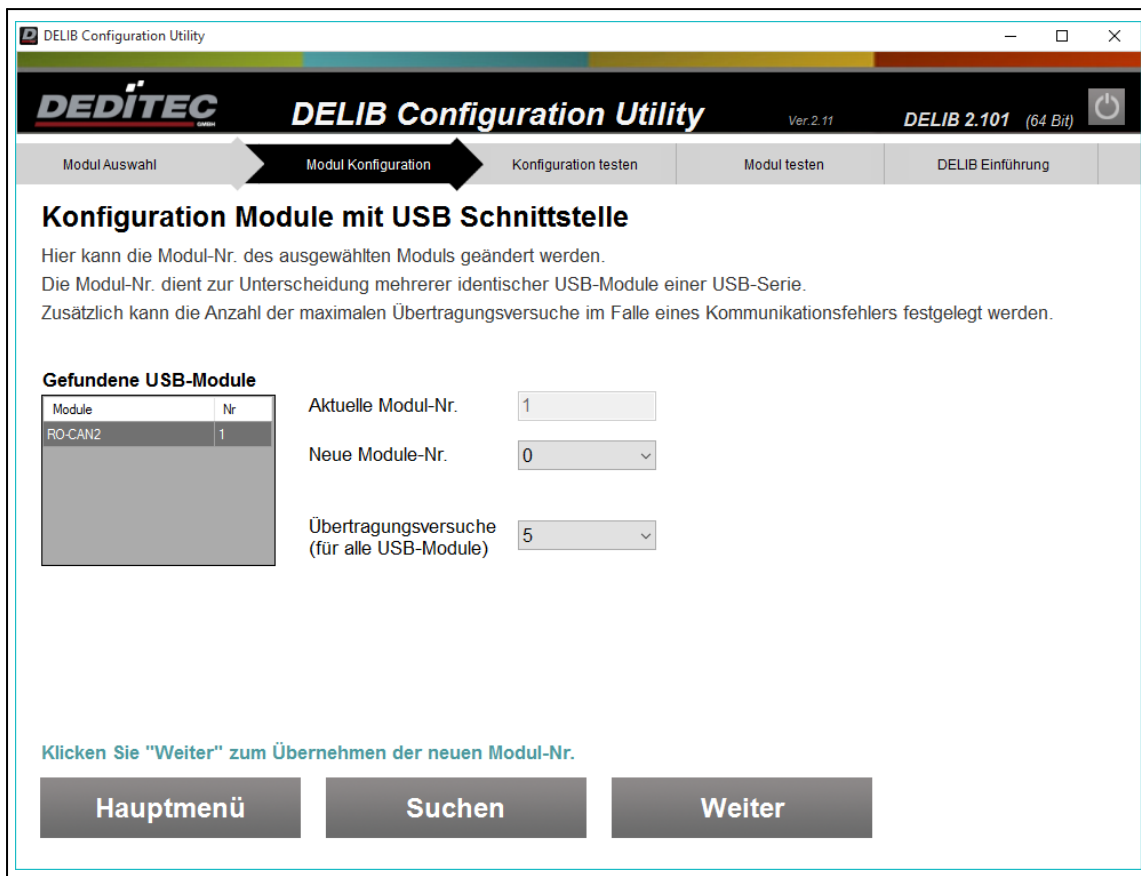 DELIB Configuration Utility
DEDITEC
GMBH
DELIB Configuration Utility
Ver.2.11
DELIB 2.101 (64 Bit)
Modul Auswahl
Modul Konfiguration
Konfiguration testen
Modul testen
DELIB Einführung
Konfiguration Module mit USB Schnittstelle
Hier kann die Modul-Nr. des ausgewählten Moduls geändert werden.
Die Modul-Nr. dient zur Unterscheidung mehrerer identischer USB-Module einer USB-Serie.
Zusätzlich kann die Anzahl der maximalen Übertragungsversuche im Falle eines Kommunikationsfehlers festgelegt werden.
Gefundene USB-Module
Module Nr
RO-CAN2 1
Aktuelle Modul-Nr. 1
Neue Module-Nr. 0
Übertragungsversuche
(für alle USB-Module) 5
Klicken Sie "Weiter" zum Übernehmen der neuen Modul-Nr.
Hauptmenü
Suchen
Weiter